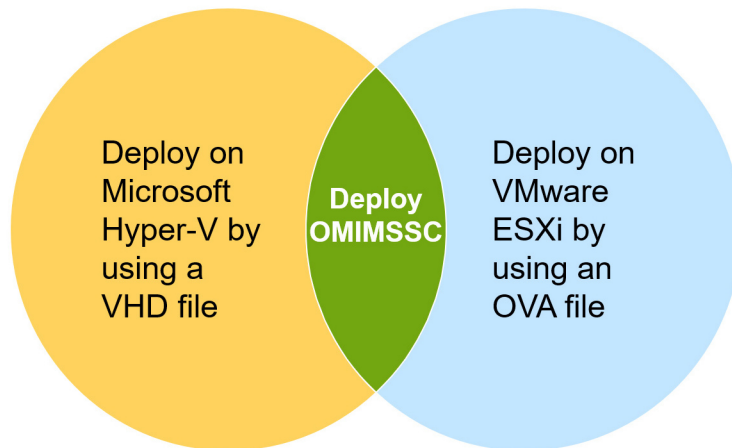 Deploy on
Microsoft
Hyper-V by
using a
VHD file
Deploy
OMIMSSC
Deploy on
VMware
ESXi by
using an
OVA file